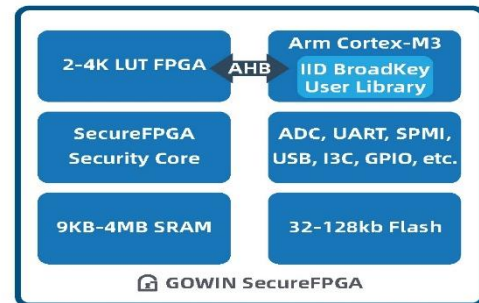 2-4K LUT FPGA
AHB
Arm Cortex-M3
IID BroadKey
User Library
SecureFPGA
Security Core
ADC, UART, SPMI,
USB, I3C, GPIO, etc.
9KB-4MB SRAM
32-128kb Flash
GOWIN SecureFPGA